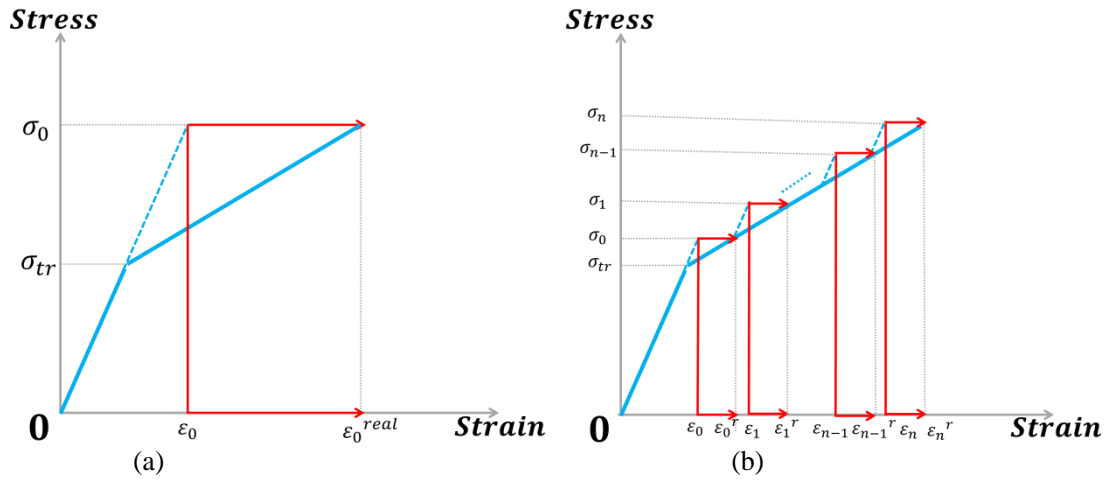 Stress
σ₀
σₜᵣ
0
ε₀
ε₀ʳᵉᵃˡ
Strain
(a)
Stress
σₙ
σₙ₋₁
σ₁
σ₀
σₜᵣ
0
ε₀
ε₀ʳ
ε₁
ε₁ʳ
εₙ₋₁
εₙ₋₁ʳ
εₙ
εₙʳ
Strain
(b)